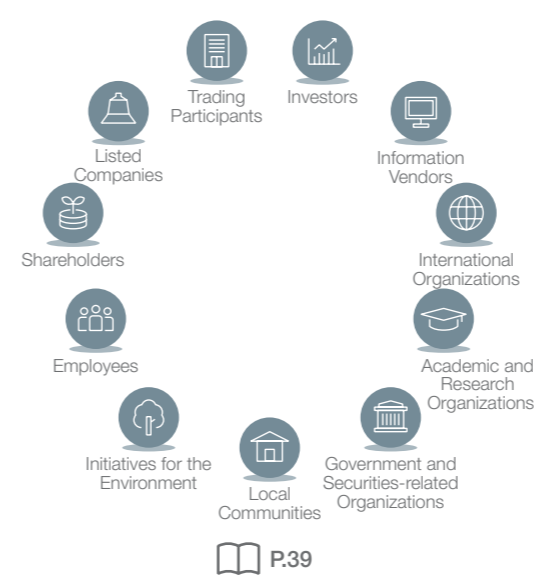 Trading
Participants
Investors
Listed
Companies
Information
Vendors
Shareholders
International
Organizations
Employees
Academic and
Research
Organizations
Initiatives for the
Environment
Local
Communities
Government and
Securities-related
Organizations
P.39